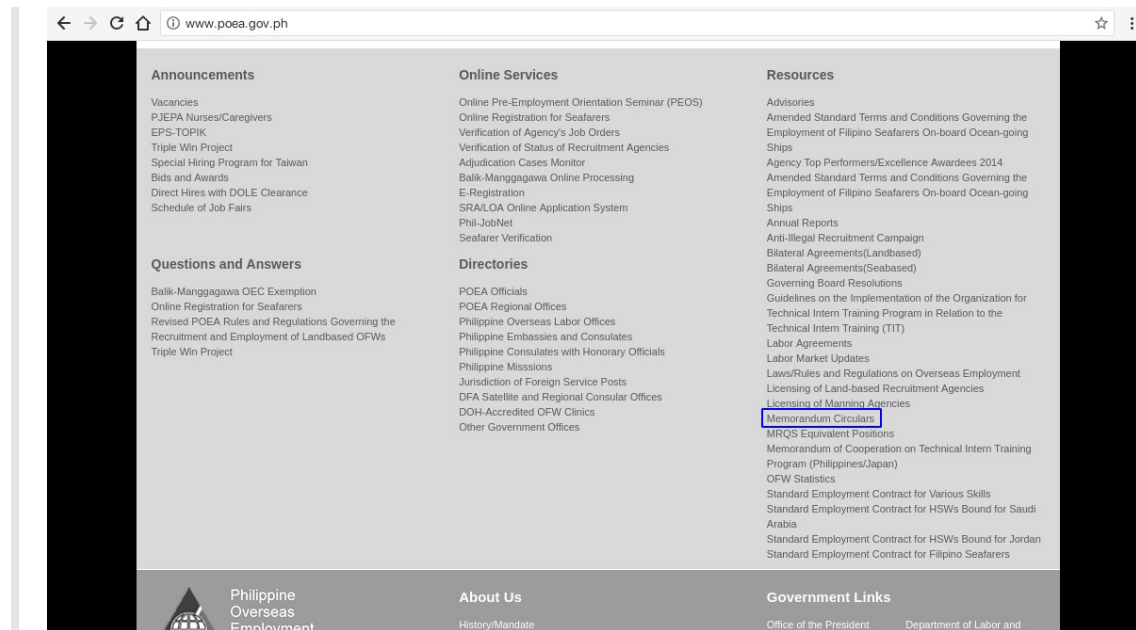 www.poea.gov.ph
Announcements
Vacancies
PJEPA Nurses/Caregivers
EPS-TOPIK
Triple Win Project
Special Hiring Program for Taiwan
Bids and Awards
Direct Hires with DOLE Clearance
Schedule of Job Fairs
Questions and Answers
Balik-Manggagawa OEC Exemption
Online Registration for Seafarers
Revised POEA Rules and Regulations Governing the
Recruitment and Employment of Landbased OFWs
Triple Win Project
Online Services
Online Pre-Employment Orientation Seminar (PEOS)
Online Registration for Seafarers
Verification of Agency's Job Orders
Verification of Status of Recruitment Agencies
Adjudication Cases Monitor
Balik-Manggagawa Online Processing
E-Registration
SRA/LOA Online Application System
Phil-JobNet
Seafarer Verification
Directories
POEA Officials
POEA Regional Offices
Philippine Overseas Labor Offices
Philippine Embassies and Consulates
Philippine Consulates with Honorary Officials
Philippine Misssions
Jurisdiction of Foreign Service Posts
DFA Satellite and Regional Consular Offices
DOH-Accredited OFW Clinics
Other Government Offices
Resources
Advisories
Amended Standard Terms and Conditions Governing the
Employment of Filipino Seafarers On-board Ocean-going
Ships
Agency Top Performers/Excellence Awardees 2014
Amended Standard Terms and Conditions Governing the
Employment of Filipino Seafarers On-board Ocean-going
Ships
Annual Reports
Anti-Illegal Recruitment Campaign
Bilateral Agreements(Landbased)
Bilateral Agreements(Seabased)
Governing Board Resolutions
Guidelines on the Implementation of the Organization for
Technical Intern Training Program in Relation to the
Technical Intern Training (TIT)
Labor Agreements
Labor Market Updates
Laws/Rules and Regulations on Overseas Employment
Licensing of Land-based Recruitment Agencies
Licensing of Manning Agencies
Memorandum Circulars
MRQS Equivalent Positions
Memorandum of Cooperation on Technical Intern Training
Program (Philippines/Japan)
OFW Statistics
Standard Employment Contract for Various Skills
Standard Employment Contract for HSWs Bound for Saudi
Arabia
Standard Employment Contract for HSWs Bound for Jordan
Standard Employment Contract for Filipino Seafarers
Philippine
Overseas
Employment
About Us
History/Mandate
Government Links
Office of the President
Department of Labor and